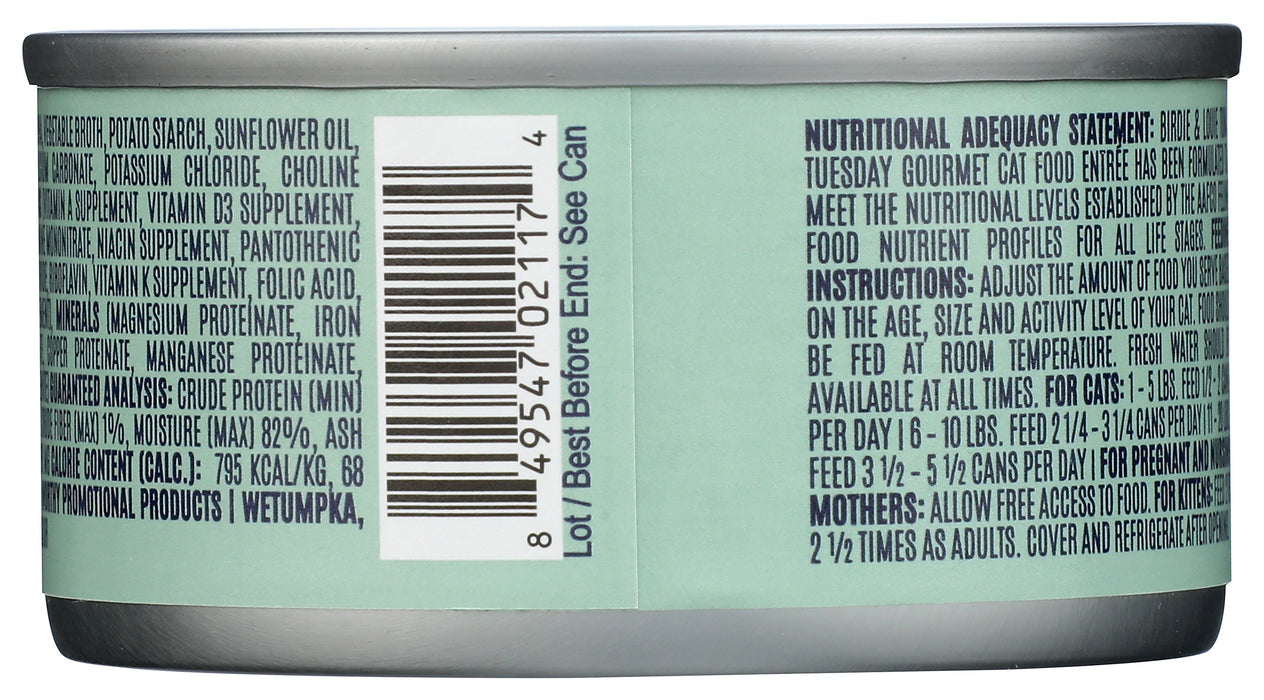 VEGETABLE BROTH, POTATO STARCH, SUNFLOWER OIL,
CARBONATE, POTASSIUM CHLORIDE, CHOLINE
VITAMIN A SUPPLEMENT, VITAMIN D3 SUPPLEMENT,
MONONITRATE, NIACIN SUPPLEMENT, PANTOTHENIC
RIBOFLAVIN, VITAMIN K SUPPLEMENT, FOLIC ACID,
MINERALS (MAGNESIUM PROTEINATE, IRON
COPPER PROTEINATE, MANGANESE PROTEINATE,
GUARANTEED ANALYSIS: CRUDE PROTEIN (MIN)
FIBER (MAX) 1%, MOISTURE (MAX) 82%, ASH
CALORIE CONTENT (CALC.): 795 KCAL/KG, 68
PROMOTIONAL PRODUCTS | WETUMPKA,
8 49547 02117 4
Lot / Best Before End: See Can
NUTRITIONAL ADEQUACY STATEMENT: BIRDIE &
TUESDAY GOURMET CAT FOOD ENTRÉE HAS BEEN FORMULATED
MEET THE NUTRITIONAL LEVELS ESTABLISHED BY THE AAFCO
FOOD NUTRIENT PROFILES FOR ALL LIFE STAGES.
INSTRUCTIONS: ADJUST THE AMOUNT OF FOOD YOU SERVE
ON THE AGE, SIZE AND ACTIVITY LEVEL OF YOUR CAT. FOOD
BE FED AT ROOM TEMPERATURE. FRESH WATER
AVAILABLE AT ALL TIMES. FOR CATS: 1 - 5 LBS. FEED 1/2 -
PER DAY | 6 - 10 LBS. FEED 2 1/4 - 3 1/4 CANS PER DAY | 11 -
FEED 3 1/2 - 5 1/2 CANS PER DAY | FOR PREGNANT AND
MOTHERS: ALLOW FREE ACCESS TO FOOD. FOR KITTENS:
2 1/2 TIMES AS ADULTS. COVER AND REFRIGERATE AFTER